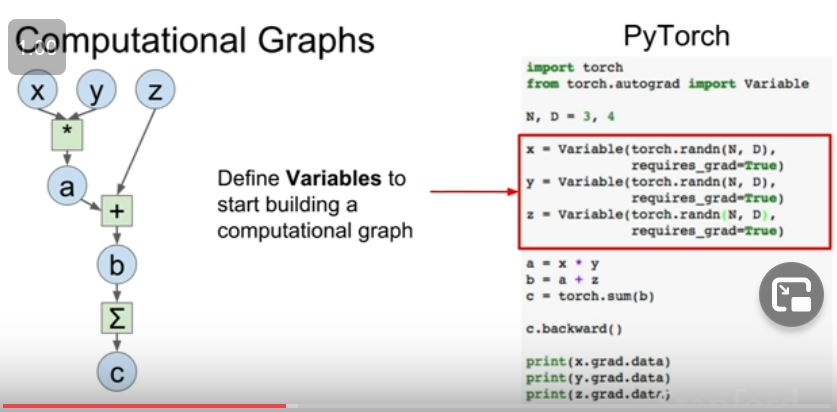 Computational Graphs
1.00
x y z
*
a
+
b
Σ
c
Define Variables to
start building a
computational graph
PyTorch
import torch
from torch.autograd import Variable
N, D = 3, 4
x = Variable(torch.randn(N, D),
requires_grad=True)
y = Variable(torch.randn(N, D),
requires_grad=True)
z = Variable(torch.randn(N, D),
requires_grad=True)
a = x * y
b = a + z
c = torch.sum(b)
c.backward()
print(x.grad.data)
print(y.grad.data)
print(z.grad.data)